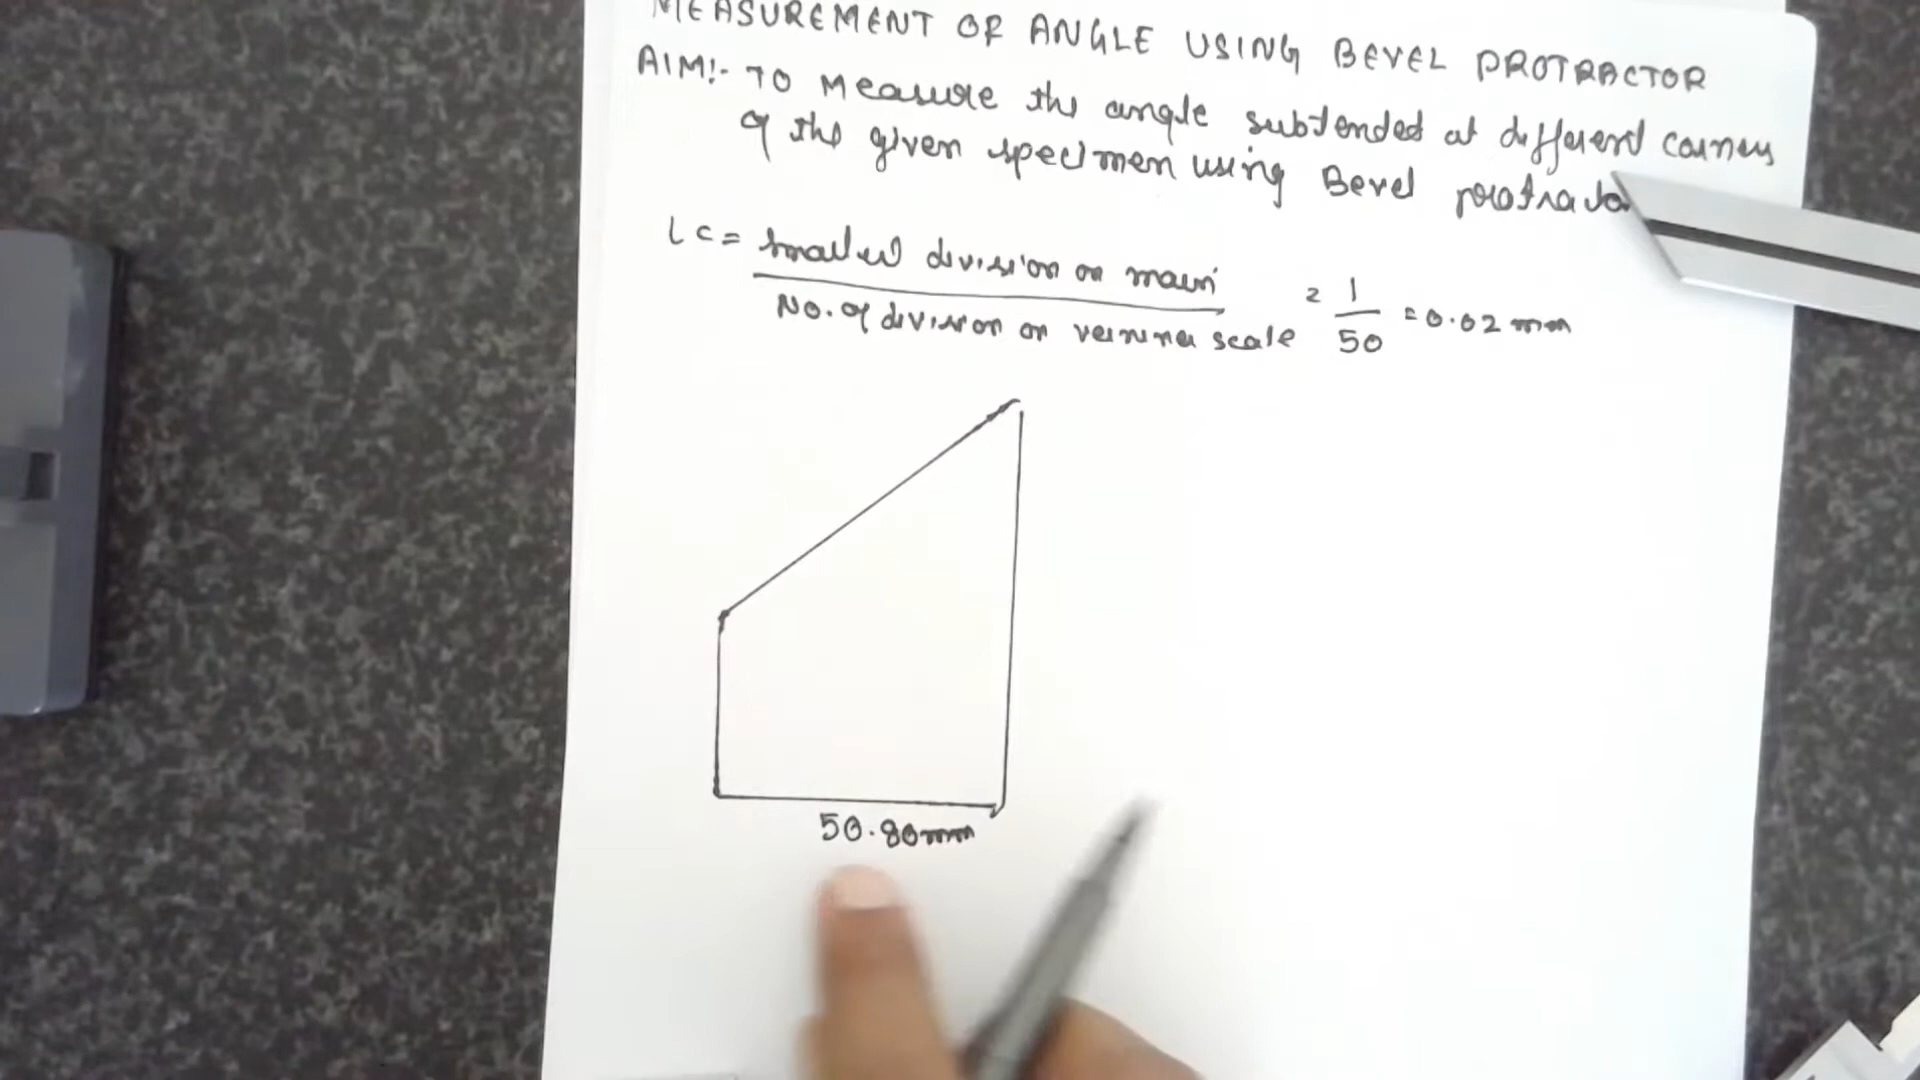 MEASUREMENT OF ANGLE USING BEVEL PROTRACTOR
AIM:- TO Measure the angle subtended at different corners
of the given specimen using Bevel protractor
LC = Smallest division on main / No. of division on vernier scale = 1/50 = 0.02 mm
50.80mm